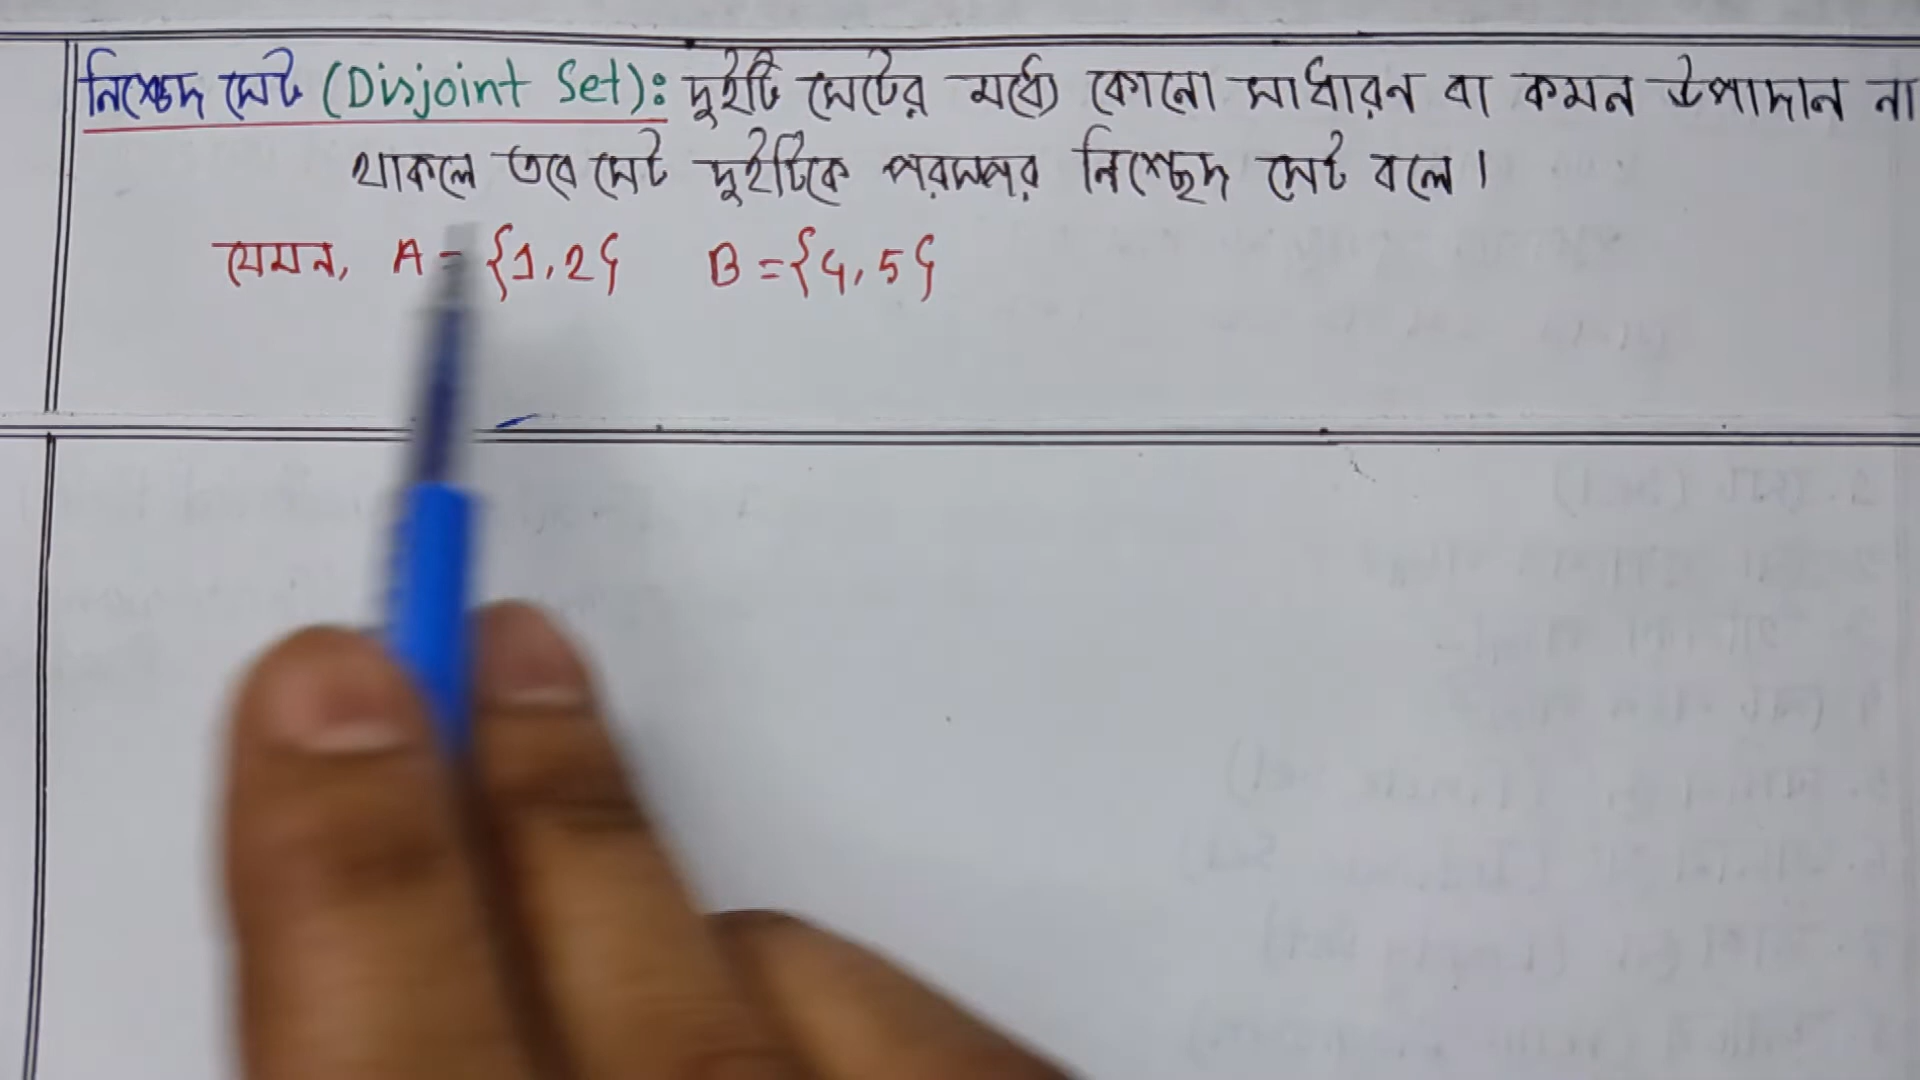 নিশ্ছেদ সেট (Disjoint Set): দুইটি সেটের মধ্যে কোনো সাধারন বা কমন উপাদান না
থাকলে তবে সেট দুইটিকে পরস্পর নিশ্ছেদ সেট বলে।
যেমন, A = {1, 2} B = {4, 5}